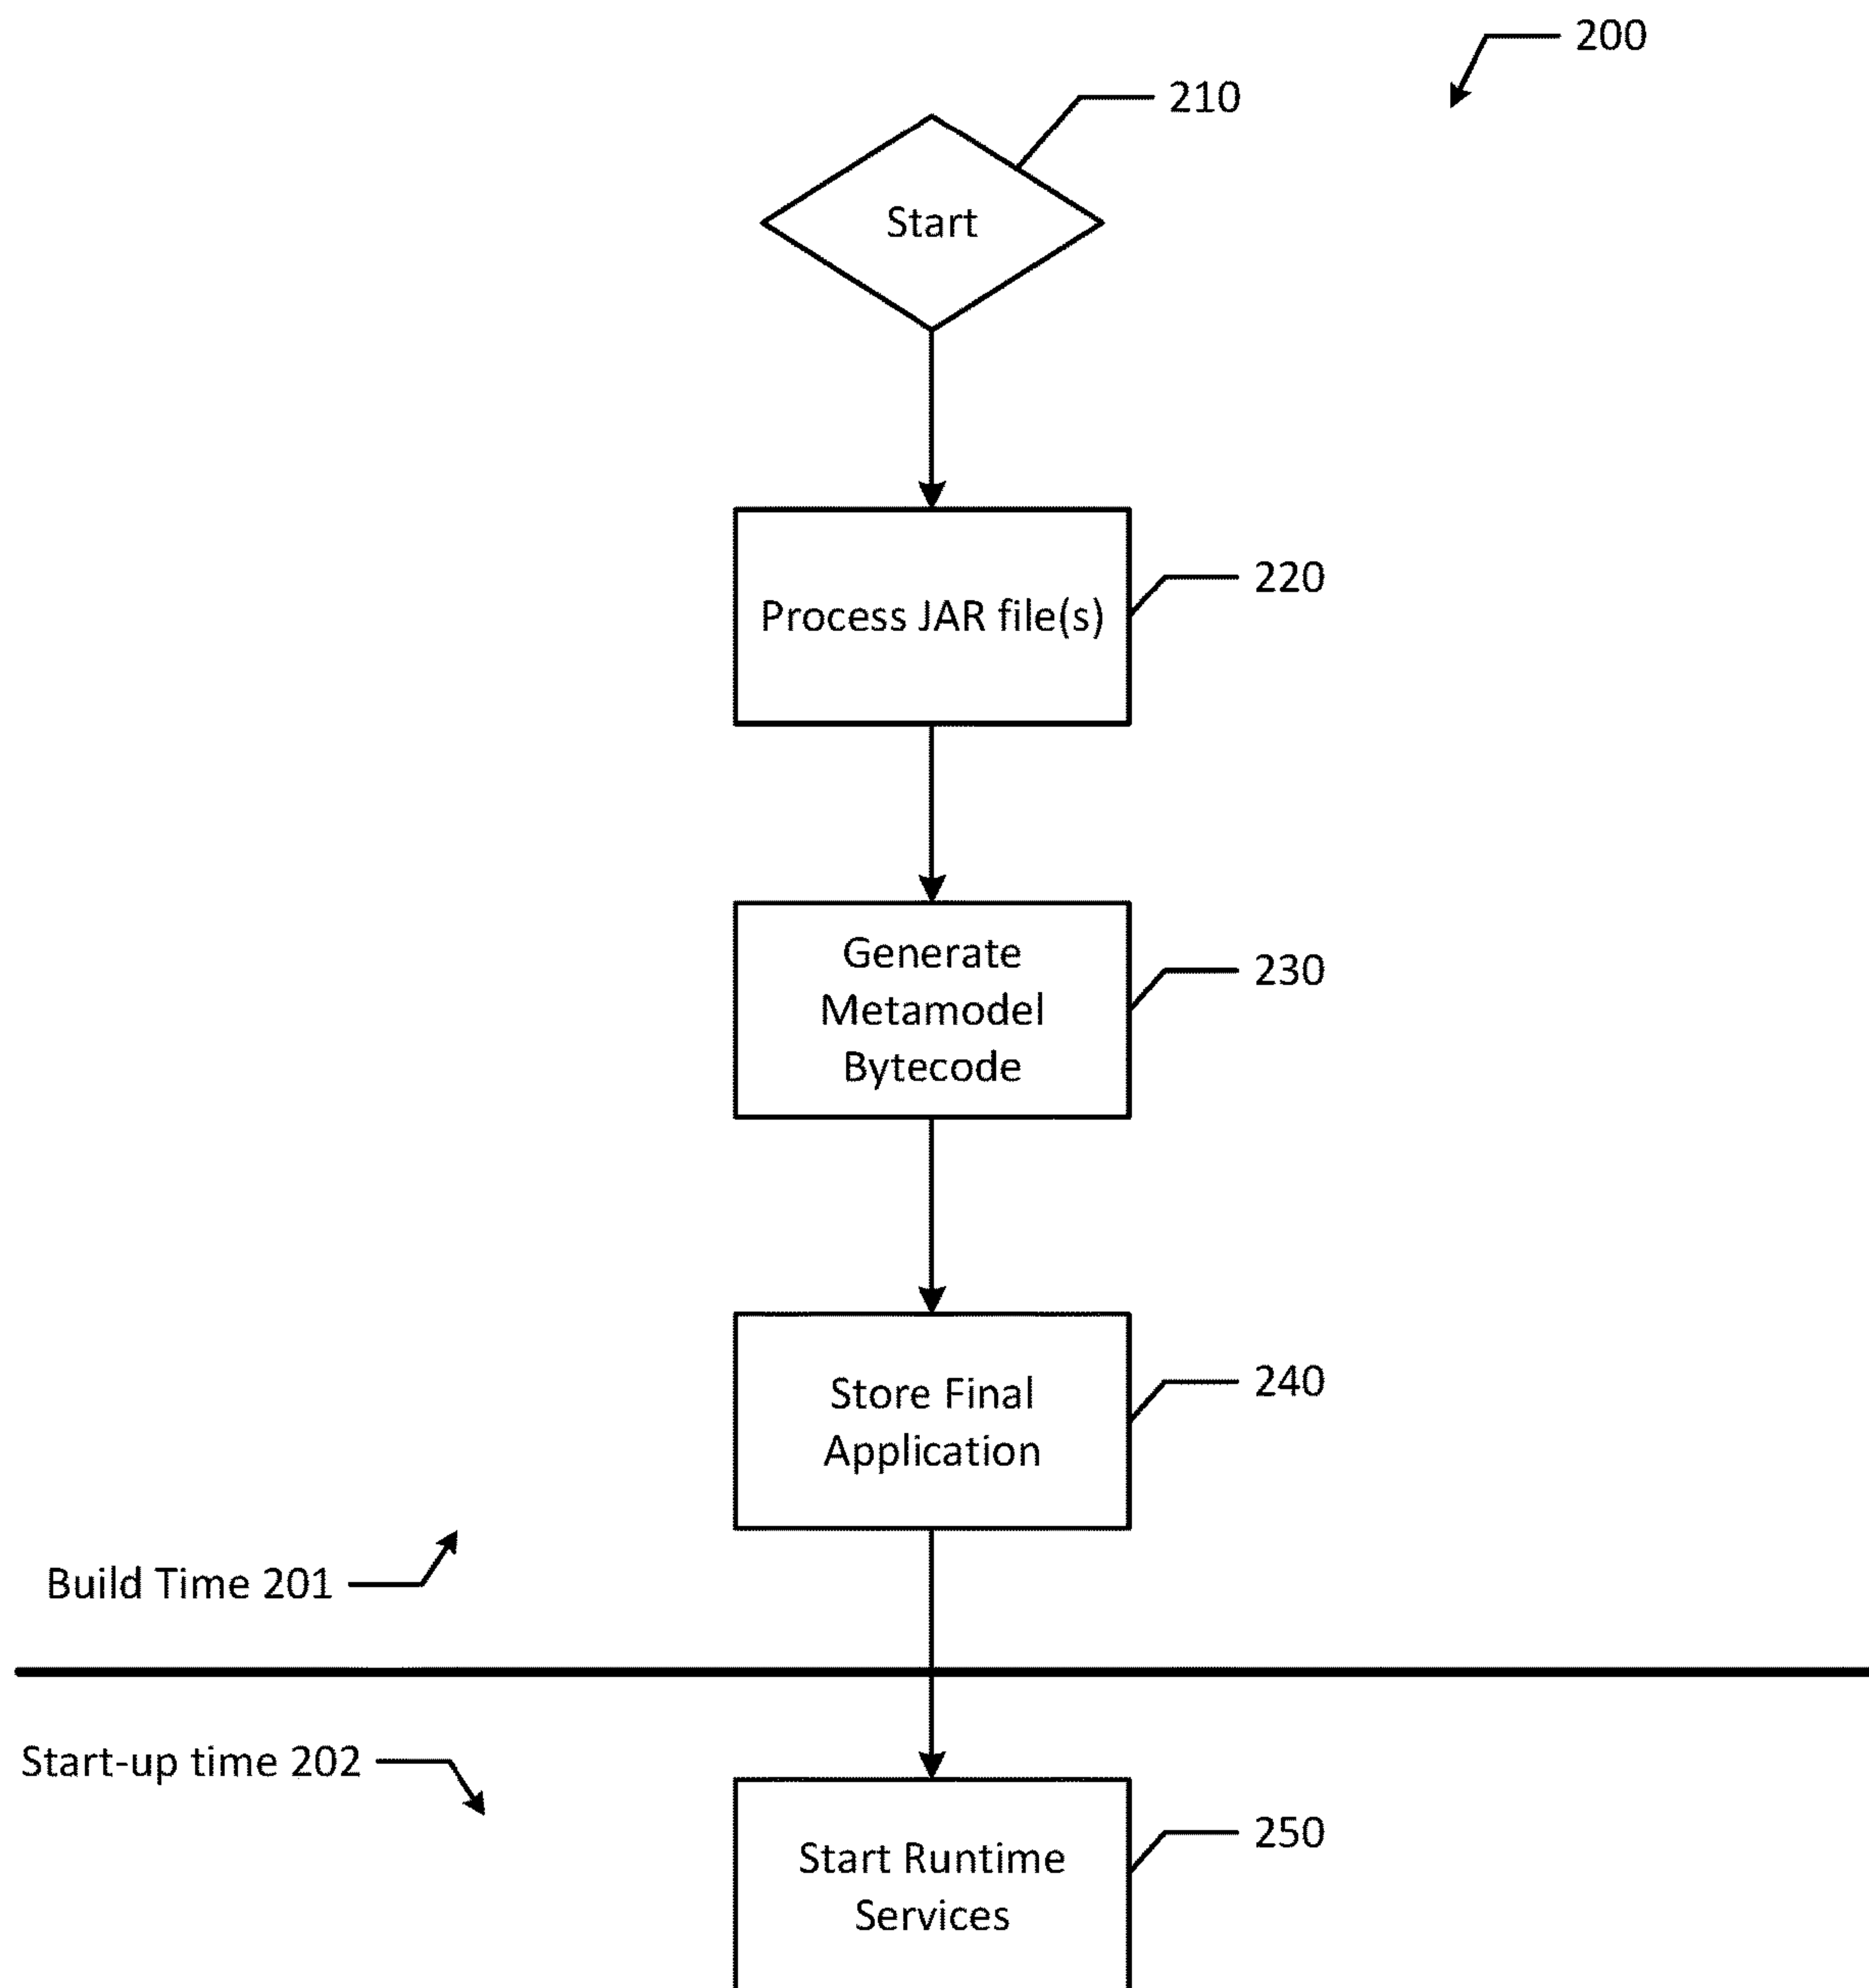 200
210
Start
220
Process JAR file(s)
230
Generate
Metamodel
Bytecode
240
Store Final
Application
Build Time 201
Start-up time 202
250
Start Runtime
Services